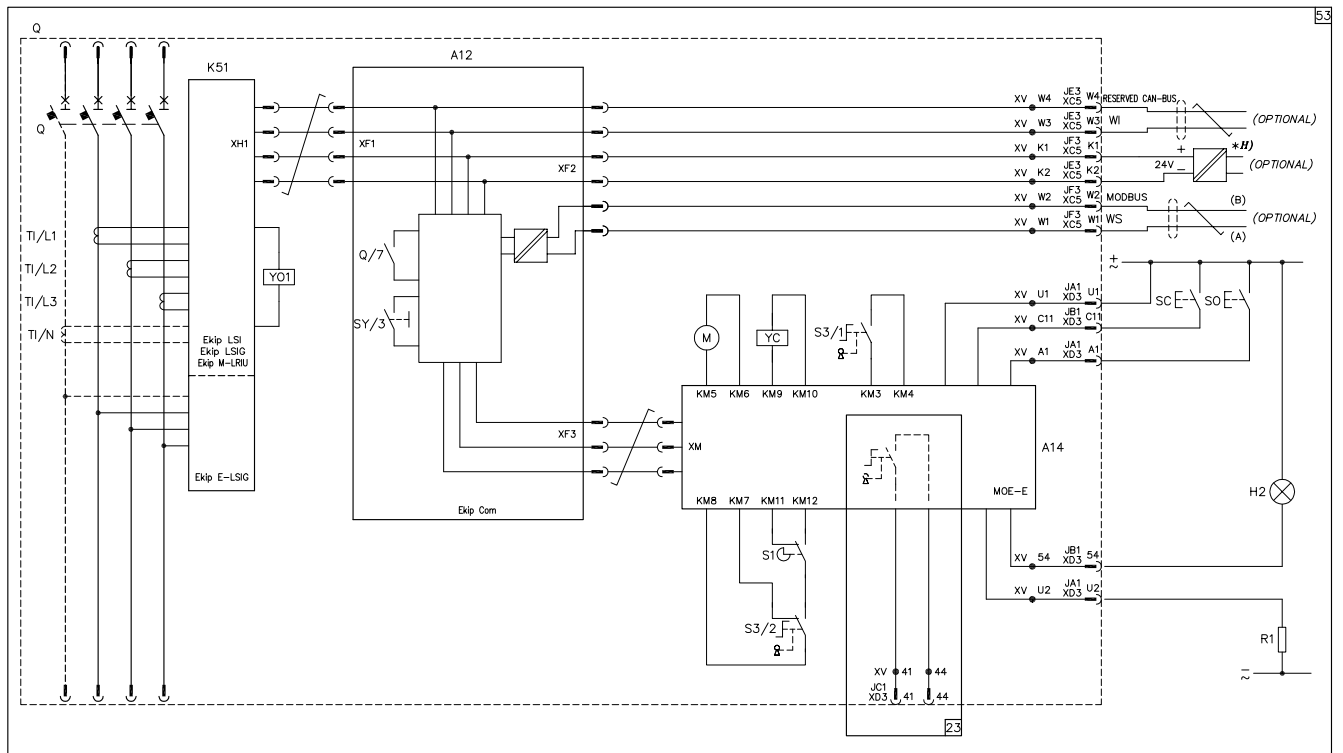 53
Q
K51
A12
XV W4 JE3 XC5 W4 RESERVED CAN-BUS
XV W3 JE3 XC5 W3 WI
(OPTIONAL)
Q
XH1
XF1
XV K1 JF3 XC5 K1 + *H)
XF2
24V
(OPTIONAL)
XV K2 JE3 XC5 K2 –
XV W2 JF3 XC5 W2 MODBUS
(B)
(OPTIONAL)
XV W1 JF3 XC5 W1 WS
(A)
TI/L1
TI/L2
TI/L3
TI/N
YO1
Q/7
SY/3
+
~
XV U1 JA1 XD3 U1
SC
SO
XV C11 JB1 XD3 C11
XV A1 JA1 XD3 A1
M
YC
S3/1
Ekip LSI
Ekip LSIG
Ekip M-LRIU
KM5 KM6 KM9 KM10 KM3 KM4
XF3
XM
A14
Ekip E-LSIG
MOE-E
H2
KM8 KM7 KM11 KM12
Ekip Com
S1
XV 54 JB1 XD3 54
XV U2 JA1 XD3 U2
S3/2
R1
XV 41 44
–
~
JC1 XD3 41 44
23